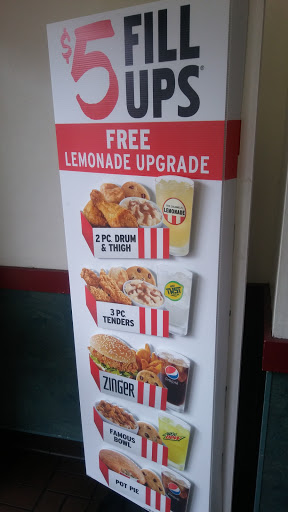 $5 FILL
UPS®
FREE
LEMONADE UPGRADE
LEMONADE
2 PC. DRUM
& THIGH
3 PC
TENDERS
ZINGER
pepsi
FAMOUS
BOWL
POT PIE